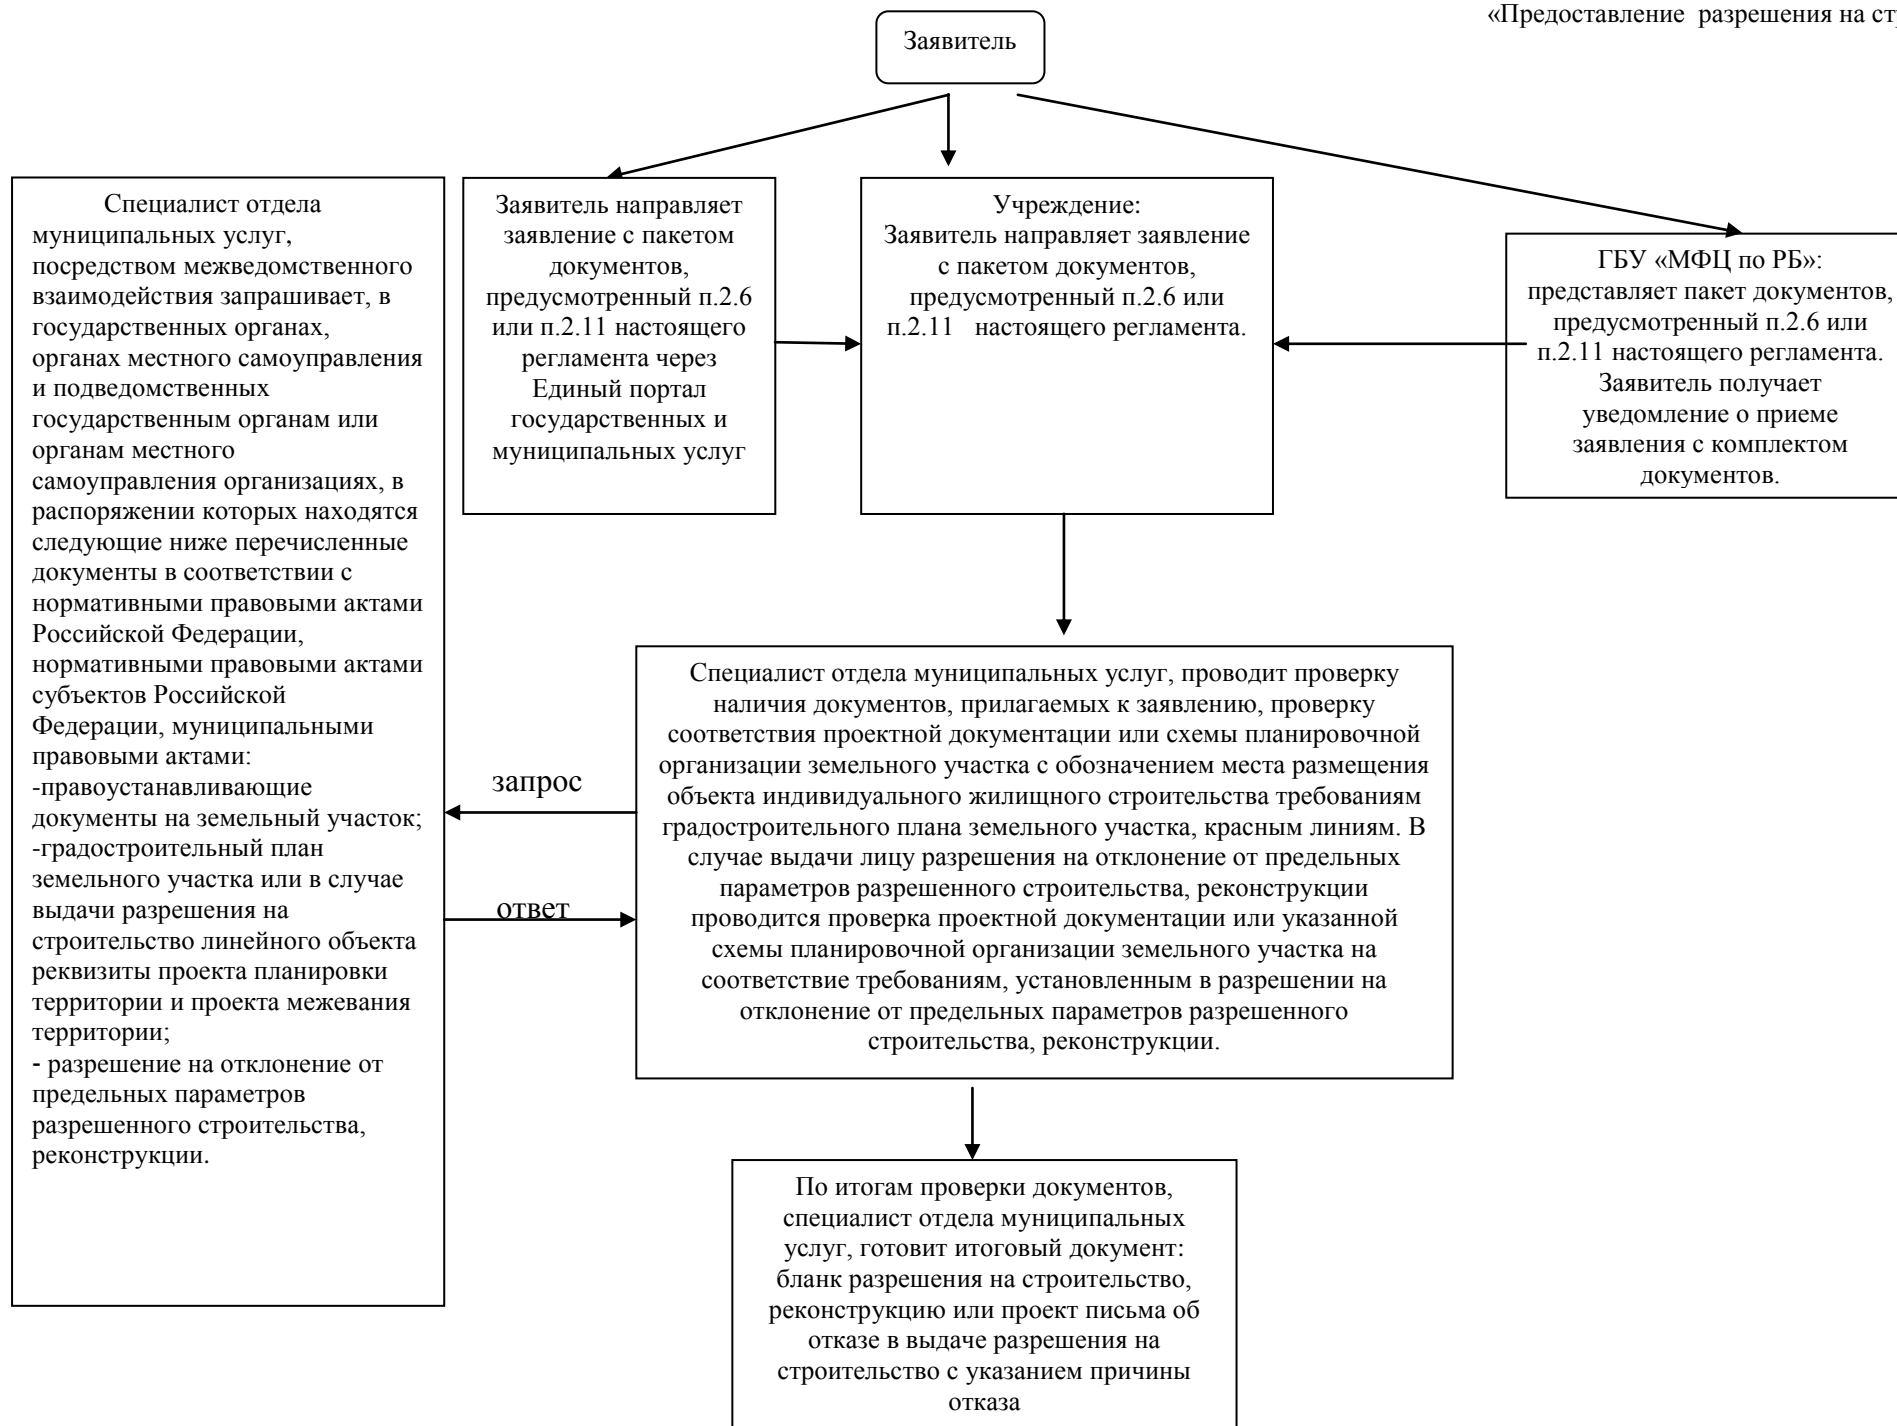 «Предоставление разрешения на
Заявитель
Специалист отдела
муниципальных услуг,
посредством межведомственного
взаимодействия запрашивает, в
государственных органах,
органах местного самоуправления
и подведомственных
государственным органам или
органам местного
самоуправления организациях, в
распоряжении которых находятся
следующие ниже перечисленные
документы в соответствии с
нормативными правовыми актами
Российской Федерации,
нормативными правовыми актами
субъектов Российской
Федерации, муниципальными
правовыми актами:
-правоустанавливающие
документы на земельный участок;
-градостроительный план
земельного участка или в случае
выдачи разрешения на
строительство линейного объекта
реквизиты проекта планировки
территории и проекта межевания
территории;
- разрешение на отклонение от
предельных параметров
разрешенного строительства,
реконструкции.
Заявитель направляет
заявление с пакетом
документов,
предусмотренный п.2.6
или п.2.11 настоящего
регламента через
Единый портал
государственных и
муниципальных услуг
Учреждение:
Заявитель направляет заявление
с пакетом документов,
предусмотренный п.2.6 или
п.2.11 настоящего регламента.
ГБУ «МФЦ по РБ»:
представляет пакет документов,
предусмотренный п.2.6 или
п.2.11 настоящего регламента.
Заявитель получает
уведомление о приеме
заявления с комплектом
документов.
запрос
ответ
Специалист отдела муниципальных услуг, проводит проверку
наличия документов, прилагаемых к заявлению, проверку
соответствия проектной документации или схемы планировочной
организации земельного участка с обозначением места размещения
объекта индивидуального жилищного строительства требованиям
градостроительного плана земельного участка, красным линиям. В
случае выдачи лицу разрешения на отклонение от предельных
параметров разрешенного строительства, реконструкции
проводится проверка проектной документации или указанной
схемы планировочной организации земельного участка на
соответствие требованиям, установленным в разрешении на
отклонение от предельных параметров разрешенного
строительства, реконструкции.
По итогам проверки документов,
специалист отдела муниципальных
услуг, готовит итоговый документ:
бланк разрешения на строительство,
реконструкцию или проект письма об
отказе в выдаче разрешения на
строительство с указанием причины
отказа